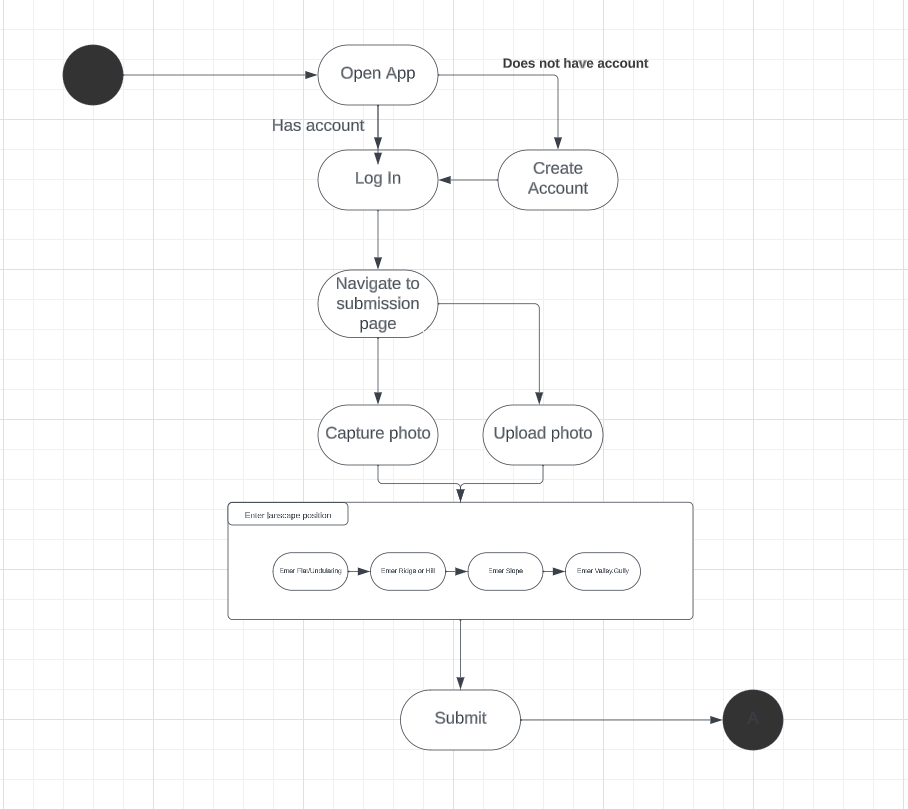 Open App
Does not have account
Has account
Log In
Create
Account
Navigate to
submission
page
Capture photo
Upload photo
Enter lanscape position
Enter Flat/Undulating
Enter Ridge or Hill
Enter Slope
Enter Valley.Gully
Submit
A